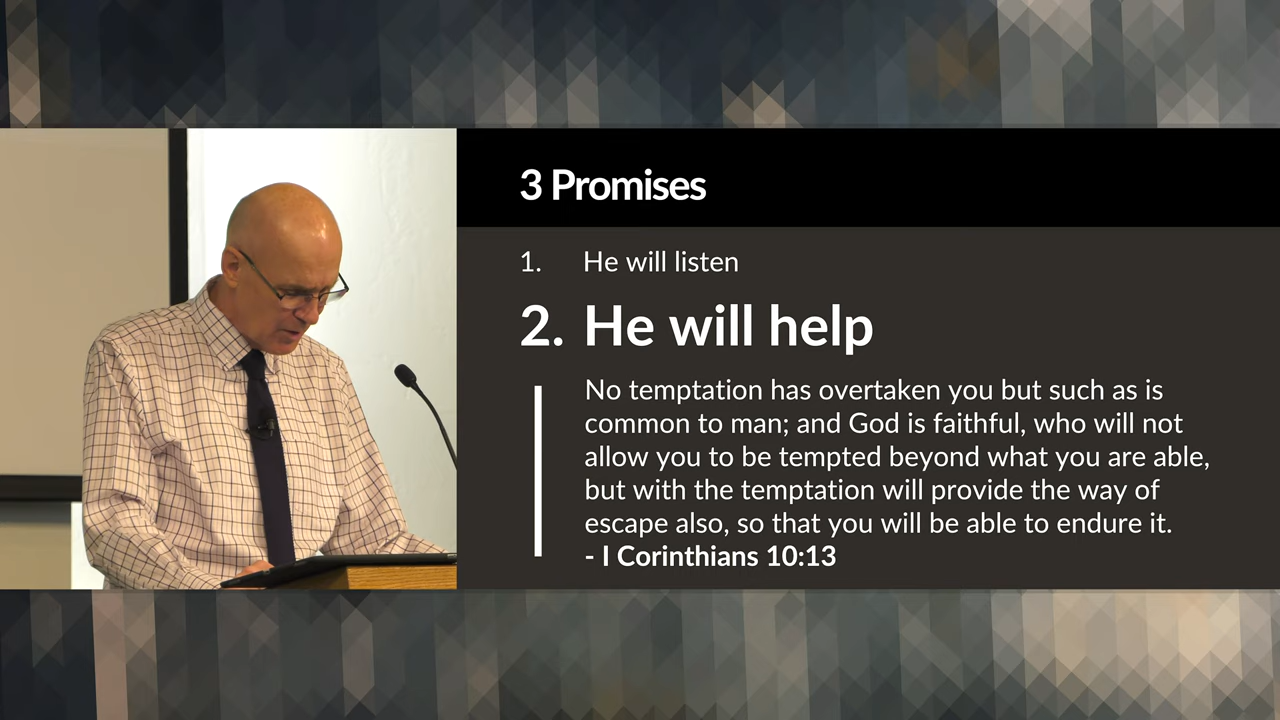 3 Promises
1. He will listen
2. He will help
No temptation has overtaken you but such as is
common to man; and God is faithful, who will not
allow you to be tempted beyond what you are able,
but with the temptation will provide the way of
escape also, so that you will be able to endure it.
- I Corinthians 10:13